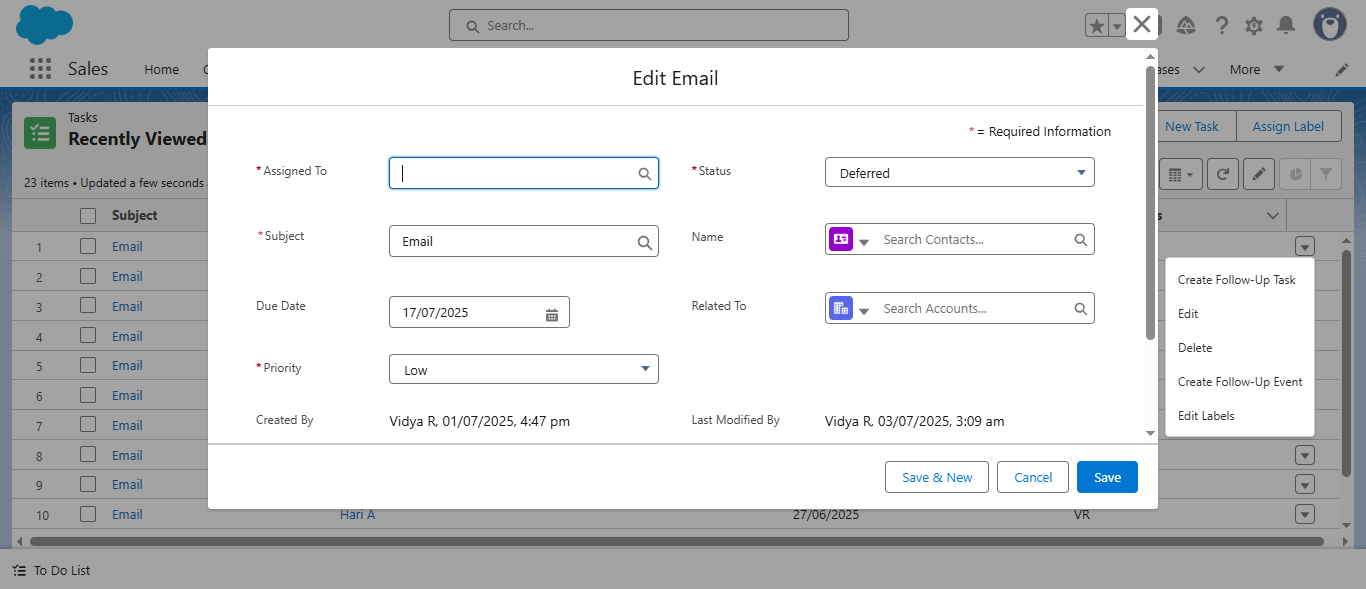 Search...
Sales
Home
ases
More
Tasks
Recently Viewed
New Task
Assign Label
23 items • Updated a few seconds
Subject
1 Email
2 Email
3 Email
4 Email
5 Email
6 Email
7 Email
8 Email
9 Email
10 Email Hari A 27/06/2025 VR
Edit Email
* = Required Information
*Assigned To
*Status Deferred
*Subject Email
Name Search Contacts...
Due Date 17/07/2025
Related To Search Accounts...
*Priority Low
Created By Vidya R, 01/07/2025, 4:47 pm
Last Modified By Vidya R, 03/07/2025, 3:09 am
Save & New
Cancel
Save
Create Follow-Up Task
Edit
Delete
Create Follow-Up Event
Edit Labels
To Do List